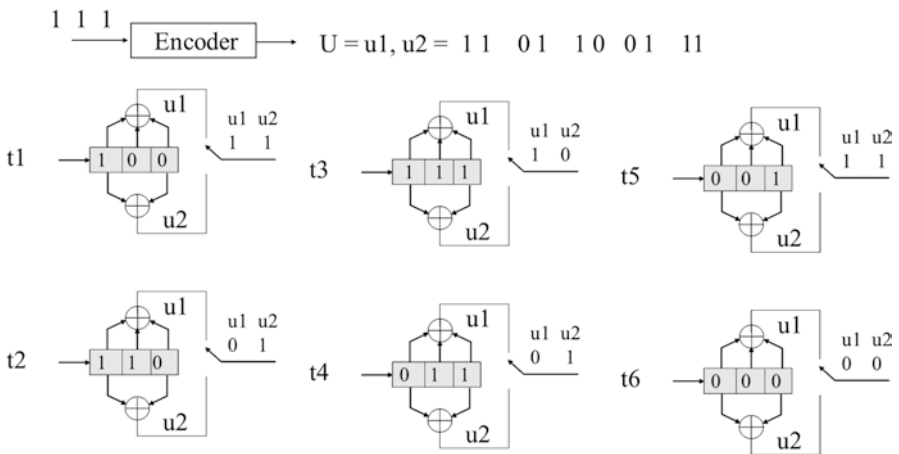 1 1 1
Encoder
U = u1, u2 = 1 1 0 1 1 0 0 1 11
t1
1 0 0
u1
u2
u1 u2
1 1
t3
1 1 1
u1
u2
u1 u2
1 0
t5
0 0 1
u1
u2
u1 u2
1 1
t2
1 1 0
u1
u2
u1 u2
0 1
t4
0 1 1
u1
u2
u1 u2
0 1
t6
0 0 0
u1
u2
u1 u2
0 0